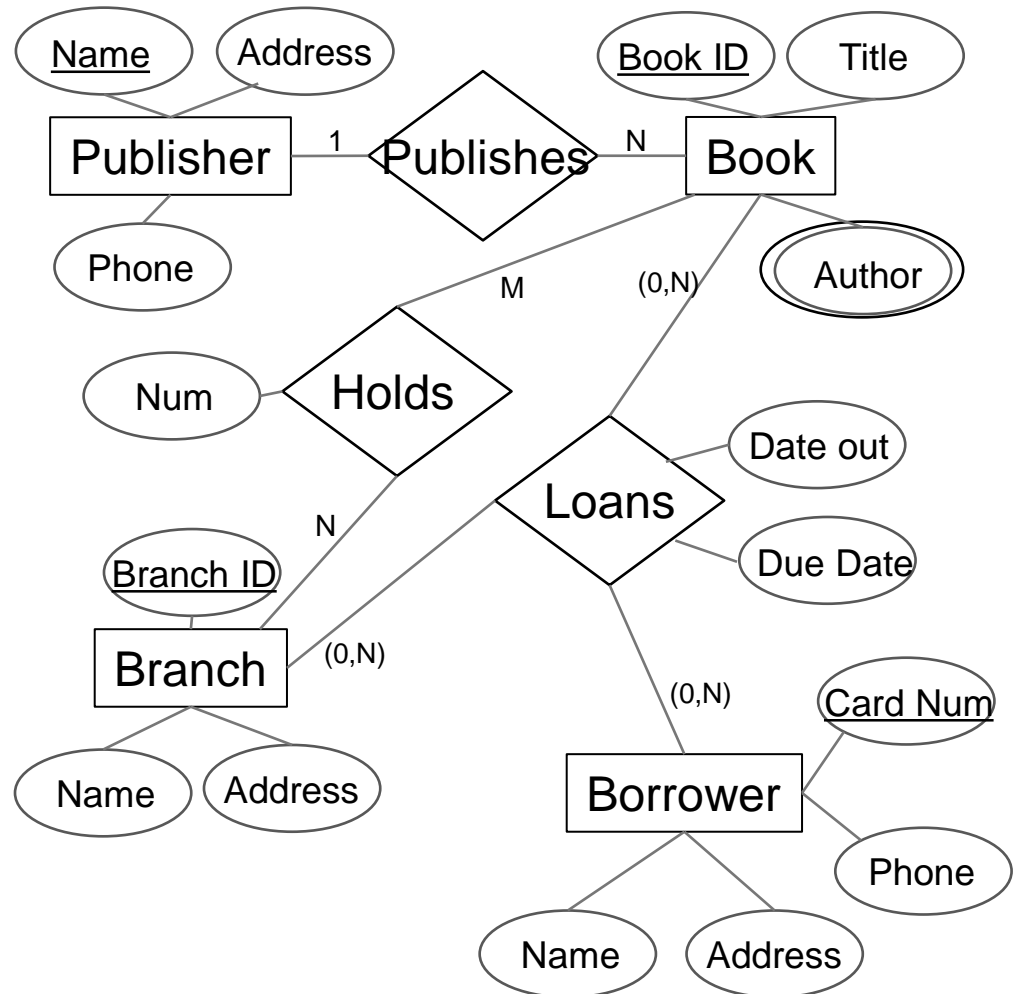 Name
Address
Book ID
Title
Publisher
1
Publishes
N
Book
Phone
M
(0,N)
Author
Num
Holds
Date out
Loans
N
Branch ID
Due Date
Branch
(0,N)
(0,N)
Card Num
Name
Address
Borrower
Phone
Name
Address